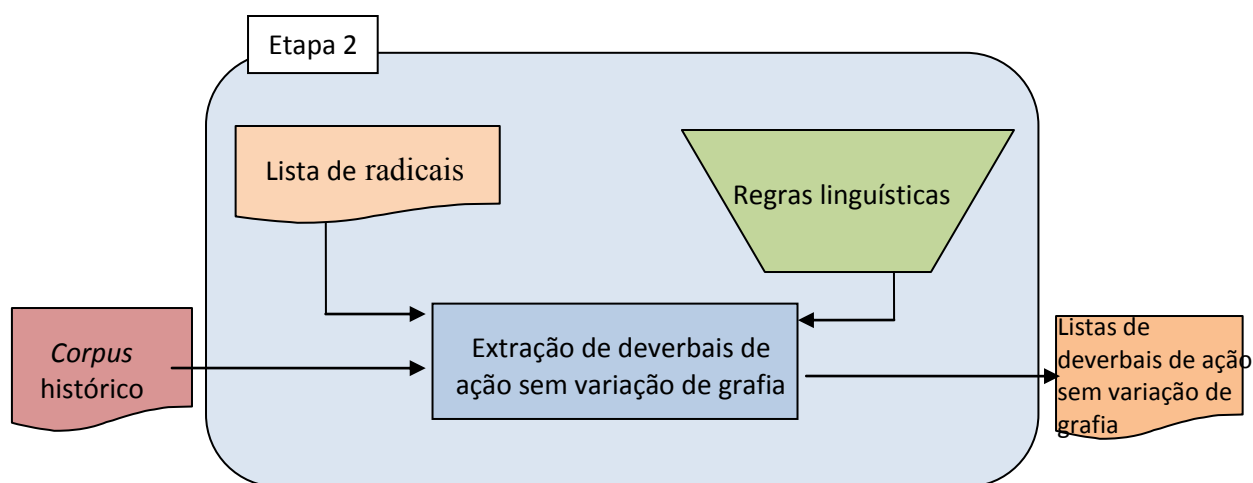 Etapa 2
Lista de radicais
Regras linguísticas
Corpus
histórico
Extração de deverbais de
ação sem variação de grafia
Listas de
deverbais de ação
sem variação de
grafia